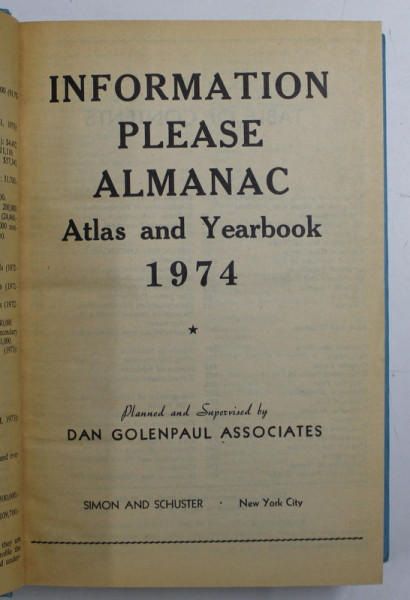 INFORMATION
PLEASE
ALMANAC
Atlas and Yearbook
1974
★
Planned and Supervised by
DAN GOLENPAUL ASSOCIATES
SIMON AND SCHUSTER · New York City